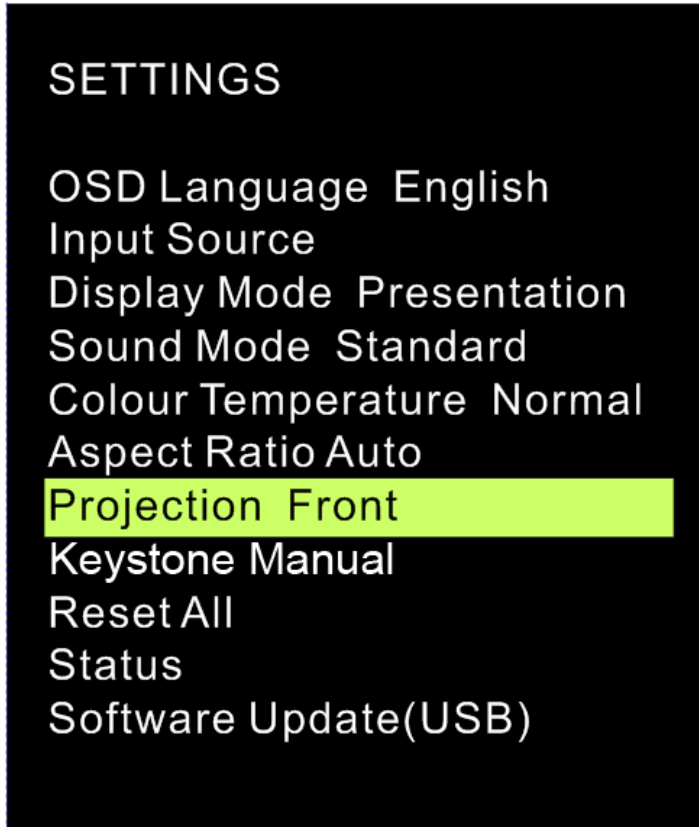 SETTINGS
OSD Language English
Input Source
Display Mode Presentation
Sound Mode Standard
Colour Temperature Normal
Aspect Ratio Auto
Projection Front
Keystone Manual
Reset All
Status
Software Update(USB)